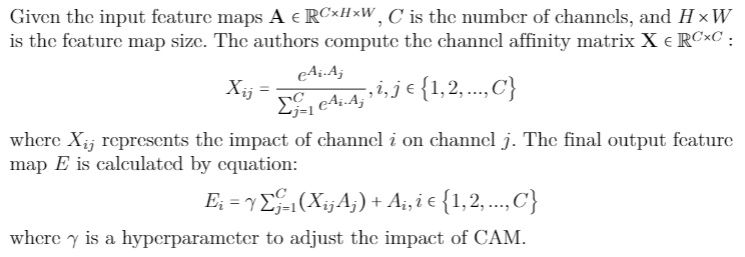 Given the input feature maps A ∈ ℝ^{C×H×W}, C is the number of channels, and H × W
is the feature map size. The authors compute the channel affinity matrix X ∈ ℝ^{C×C} :
X_{ij} = \frac{e^{A_i.A_j}}{\sum_{j=1}^{C} e^{A_i.A_j}}, i, j ∈ {1, 2, ..., C}
where X_{ij} represents the impact of channel i on channel j. The final output feature
map E is calculated by equation:
E_i = γ \sum_{j=1}^{C} (X_{ij}A_j) + A_i, i ∈ {1, 2, ..., C}
where γ is a hyperparameter to adjust the impact of CAM.